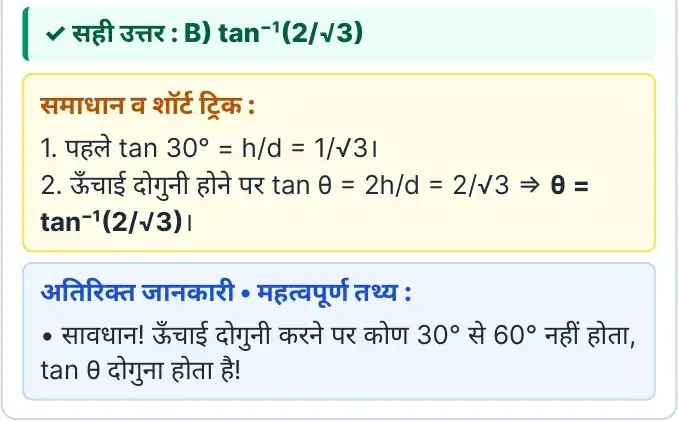 ✓ सही उत्तर : B) tan⁻¹(2/√3)
समाधान व शॉर्ट ट्रिक :
1. पहले tan 30° = h/d = 1/√3।
2. ऊँचाई दोगुनी होने पर tan θ = 2h/d = 2/√3 ⇒ θ =
tan⁻¹(2/√3)।
अतिरिक्त जानकारी • महत्वपूर्ण तथ्य :
• सावधान! ऊँचाई दोगुनी करने पर कोण 30° से 60° नहीं होता,
tan θ दोगुना होता है!